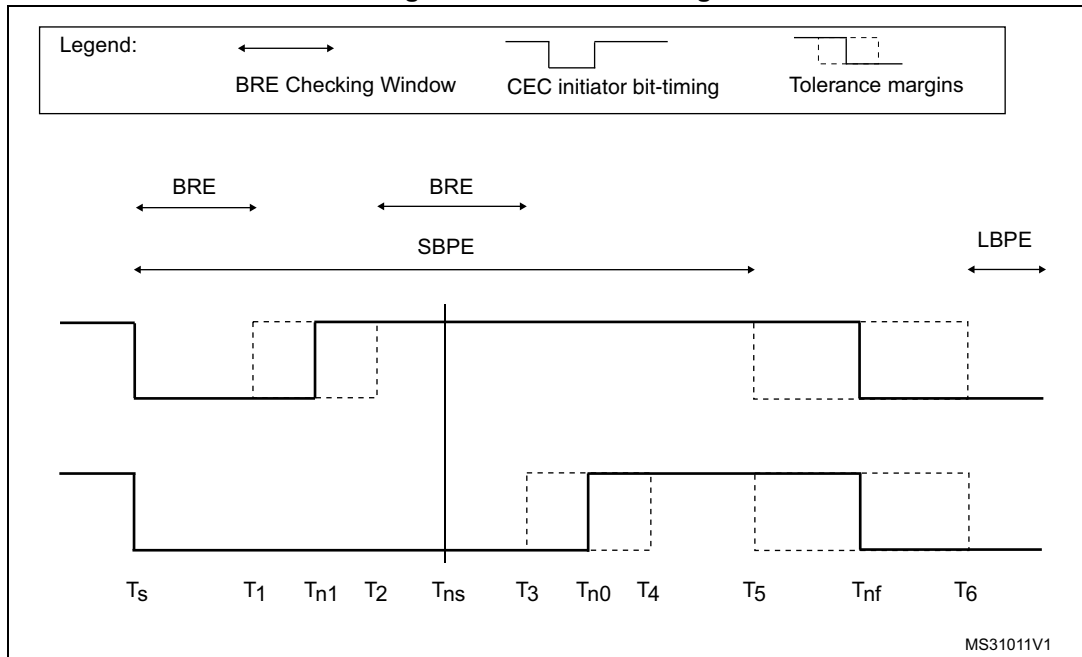 Legend:
BRE Checking Window
CEC initiator bit-timing
Tolerance margins
BRE
BRE
SBPE
LBPE
Ts T1 Tn1 T2 Tns T3 Tn0 T4 T5 Tnf T6
MS31011V1